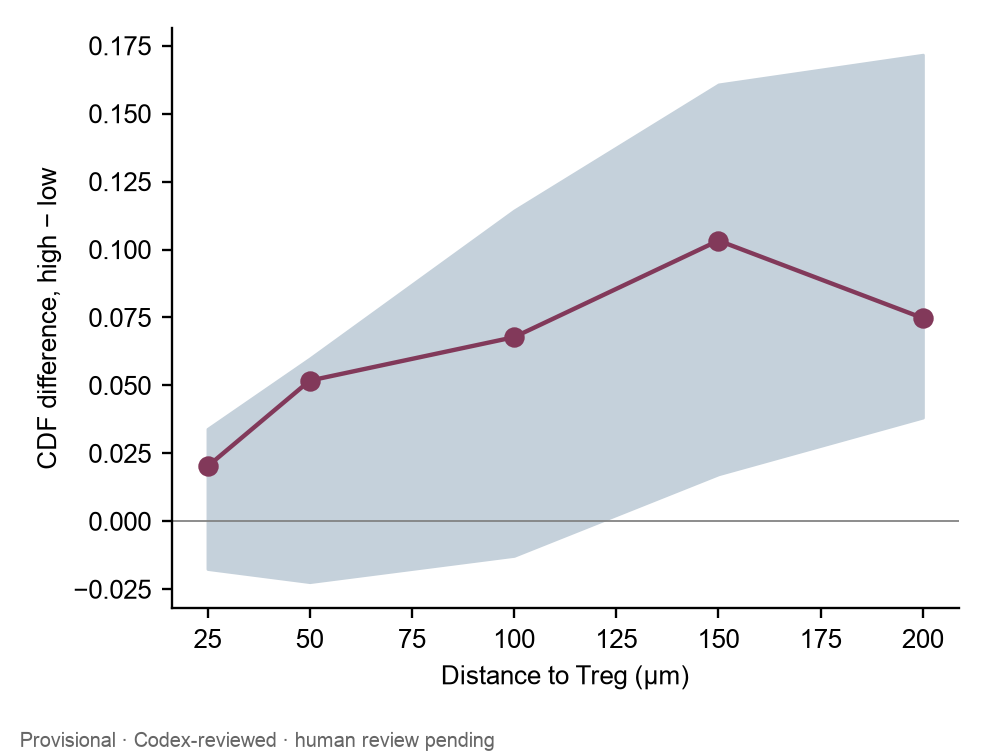 CDF difference, high − low
0.175
0.150
0.125
0.100
0.075
0.050
0.025
0.000
−0.025
25 50 75 100 125 150 175 200
Distance to Treg (µm)
Provisional · Codex-reviewed · human review pending